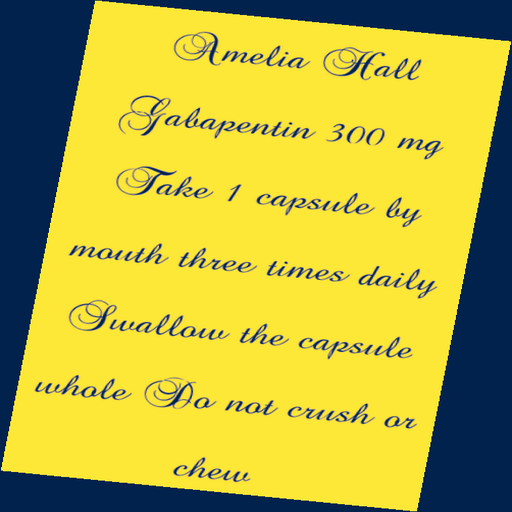 Amelia Hall
Gabapentin 300 mg
Take 1 capsule by
mouth three times daily
Swallow the capsule
whole Do not crush or
chew